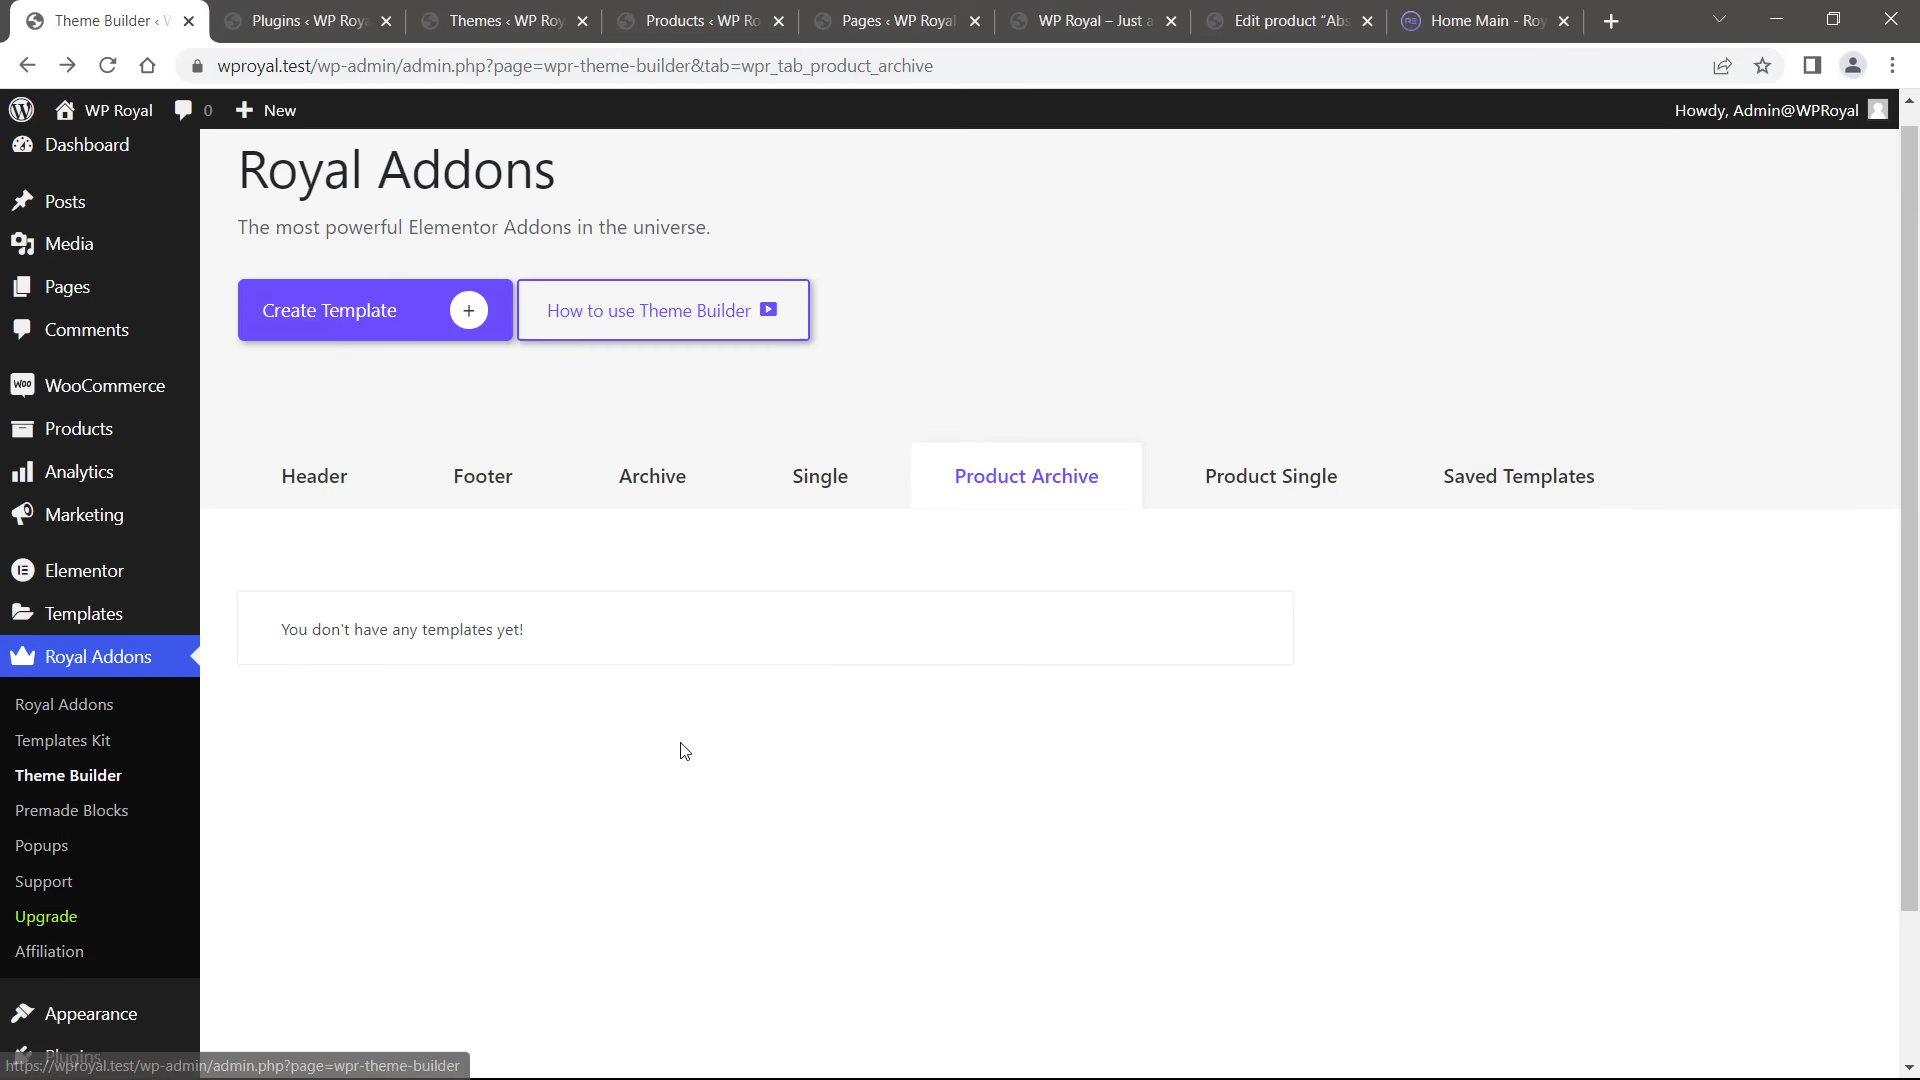 Theme Builder ‹ W
Plugins ‹ WP Roya
Themes ‹ WP Roy
Products ‹ WP Ro
Pages ‹ WP Royal
WP Royal – Just a
Edit product “Abs
Home Main - Roy
wproyal.test/wp-admin/admin.php?page=wpr-theme-builder&tab=wpr_tab_product_archive
WP Royal
0
New
Howdy, Admin@WPRoyal
Dashboard
Posts
Media
Pages
Comments
WooCommerce
Products
Analytics
Marketing
Elementor
Templates
Royal Addons
Royal Addons
Templates Kit
Theme Builder
Premade Blocks
Popups
Support
Upgrade
Affiliation
Appearance
Plugins
https://wproyal.test/wp-admin/admin.php?page=wpr-theme-builder
Royal Addons
The most powerful Elementor Addons in the universe.
Create Template +
How to use Theme Builder
Header
Footer
Archive
Single
Product Archive
Product Single
Saved Templates
You don't have any templates yet!